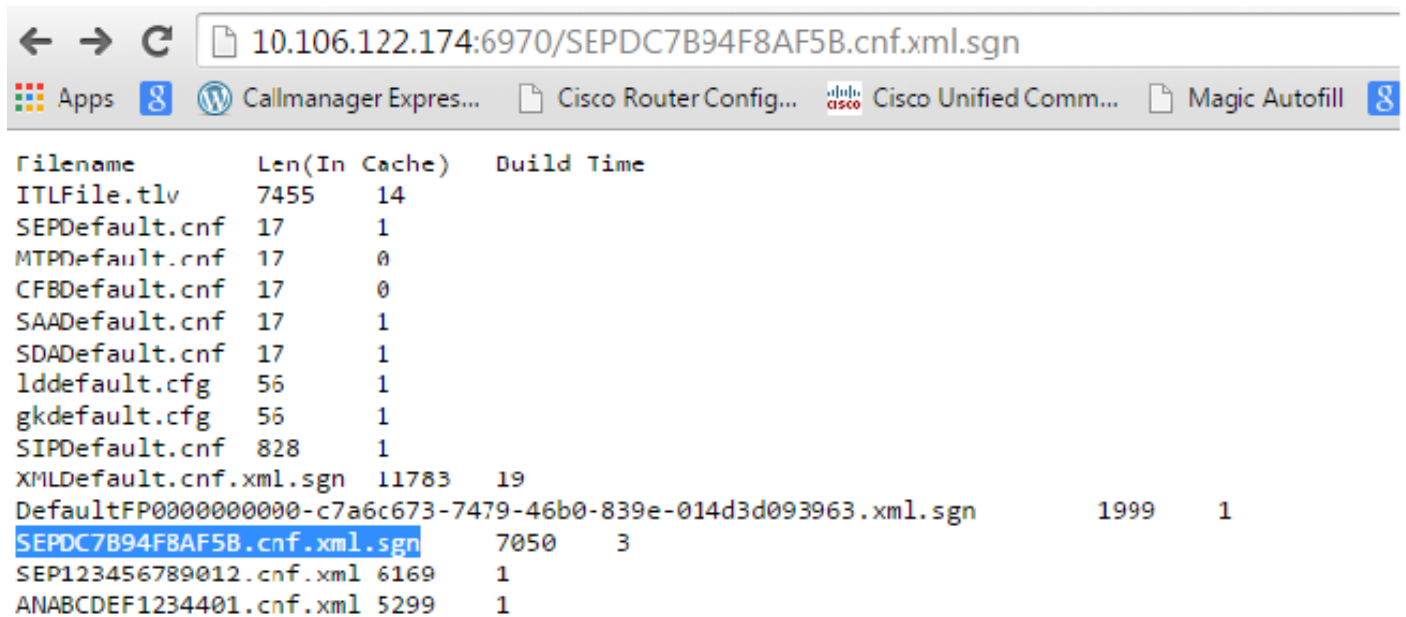 10.106.122.174:6970/SEPDC7B94F8AF5B.cnf.xml.sgn
Apps 8 Callmanager Expres... Cisco Router Config... cisco Cisco Unified Comm... Magic Autofill 8
Filename Len(In Cache) Build Time
ITLFile.tlv 7455 14
SEPDefault.cnf 17 1
MTPDefault.cnf 17 0
CFBDefault.cnf 17 0
SAADefault.cnf 17 1
SDADefault.cnf 17 1
lddefault.cfg 56 1
gkdefault.cfg 56 1
SIPDefault.cnf 828 1
XMLDefault.cnf.xml.sgn 11783 19
DefaultFP0000000000-c7a6c673-7479-46b0-839e-014d3d093963.xml.sgn 1999 1
SEPDC7B94F8AF5B.cnf.xml.sgn 7050 3
SEP123456789012.cnf.xml 6169 1
ANABCDEF1234401.cnf.xml 5299 1